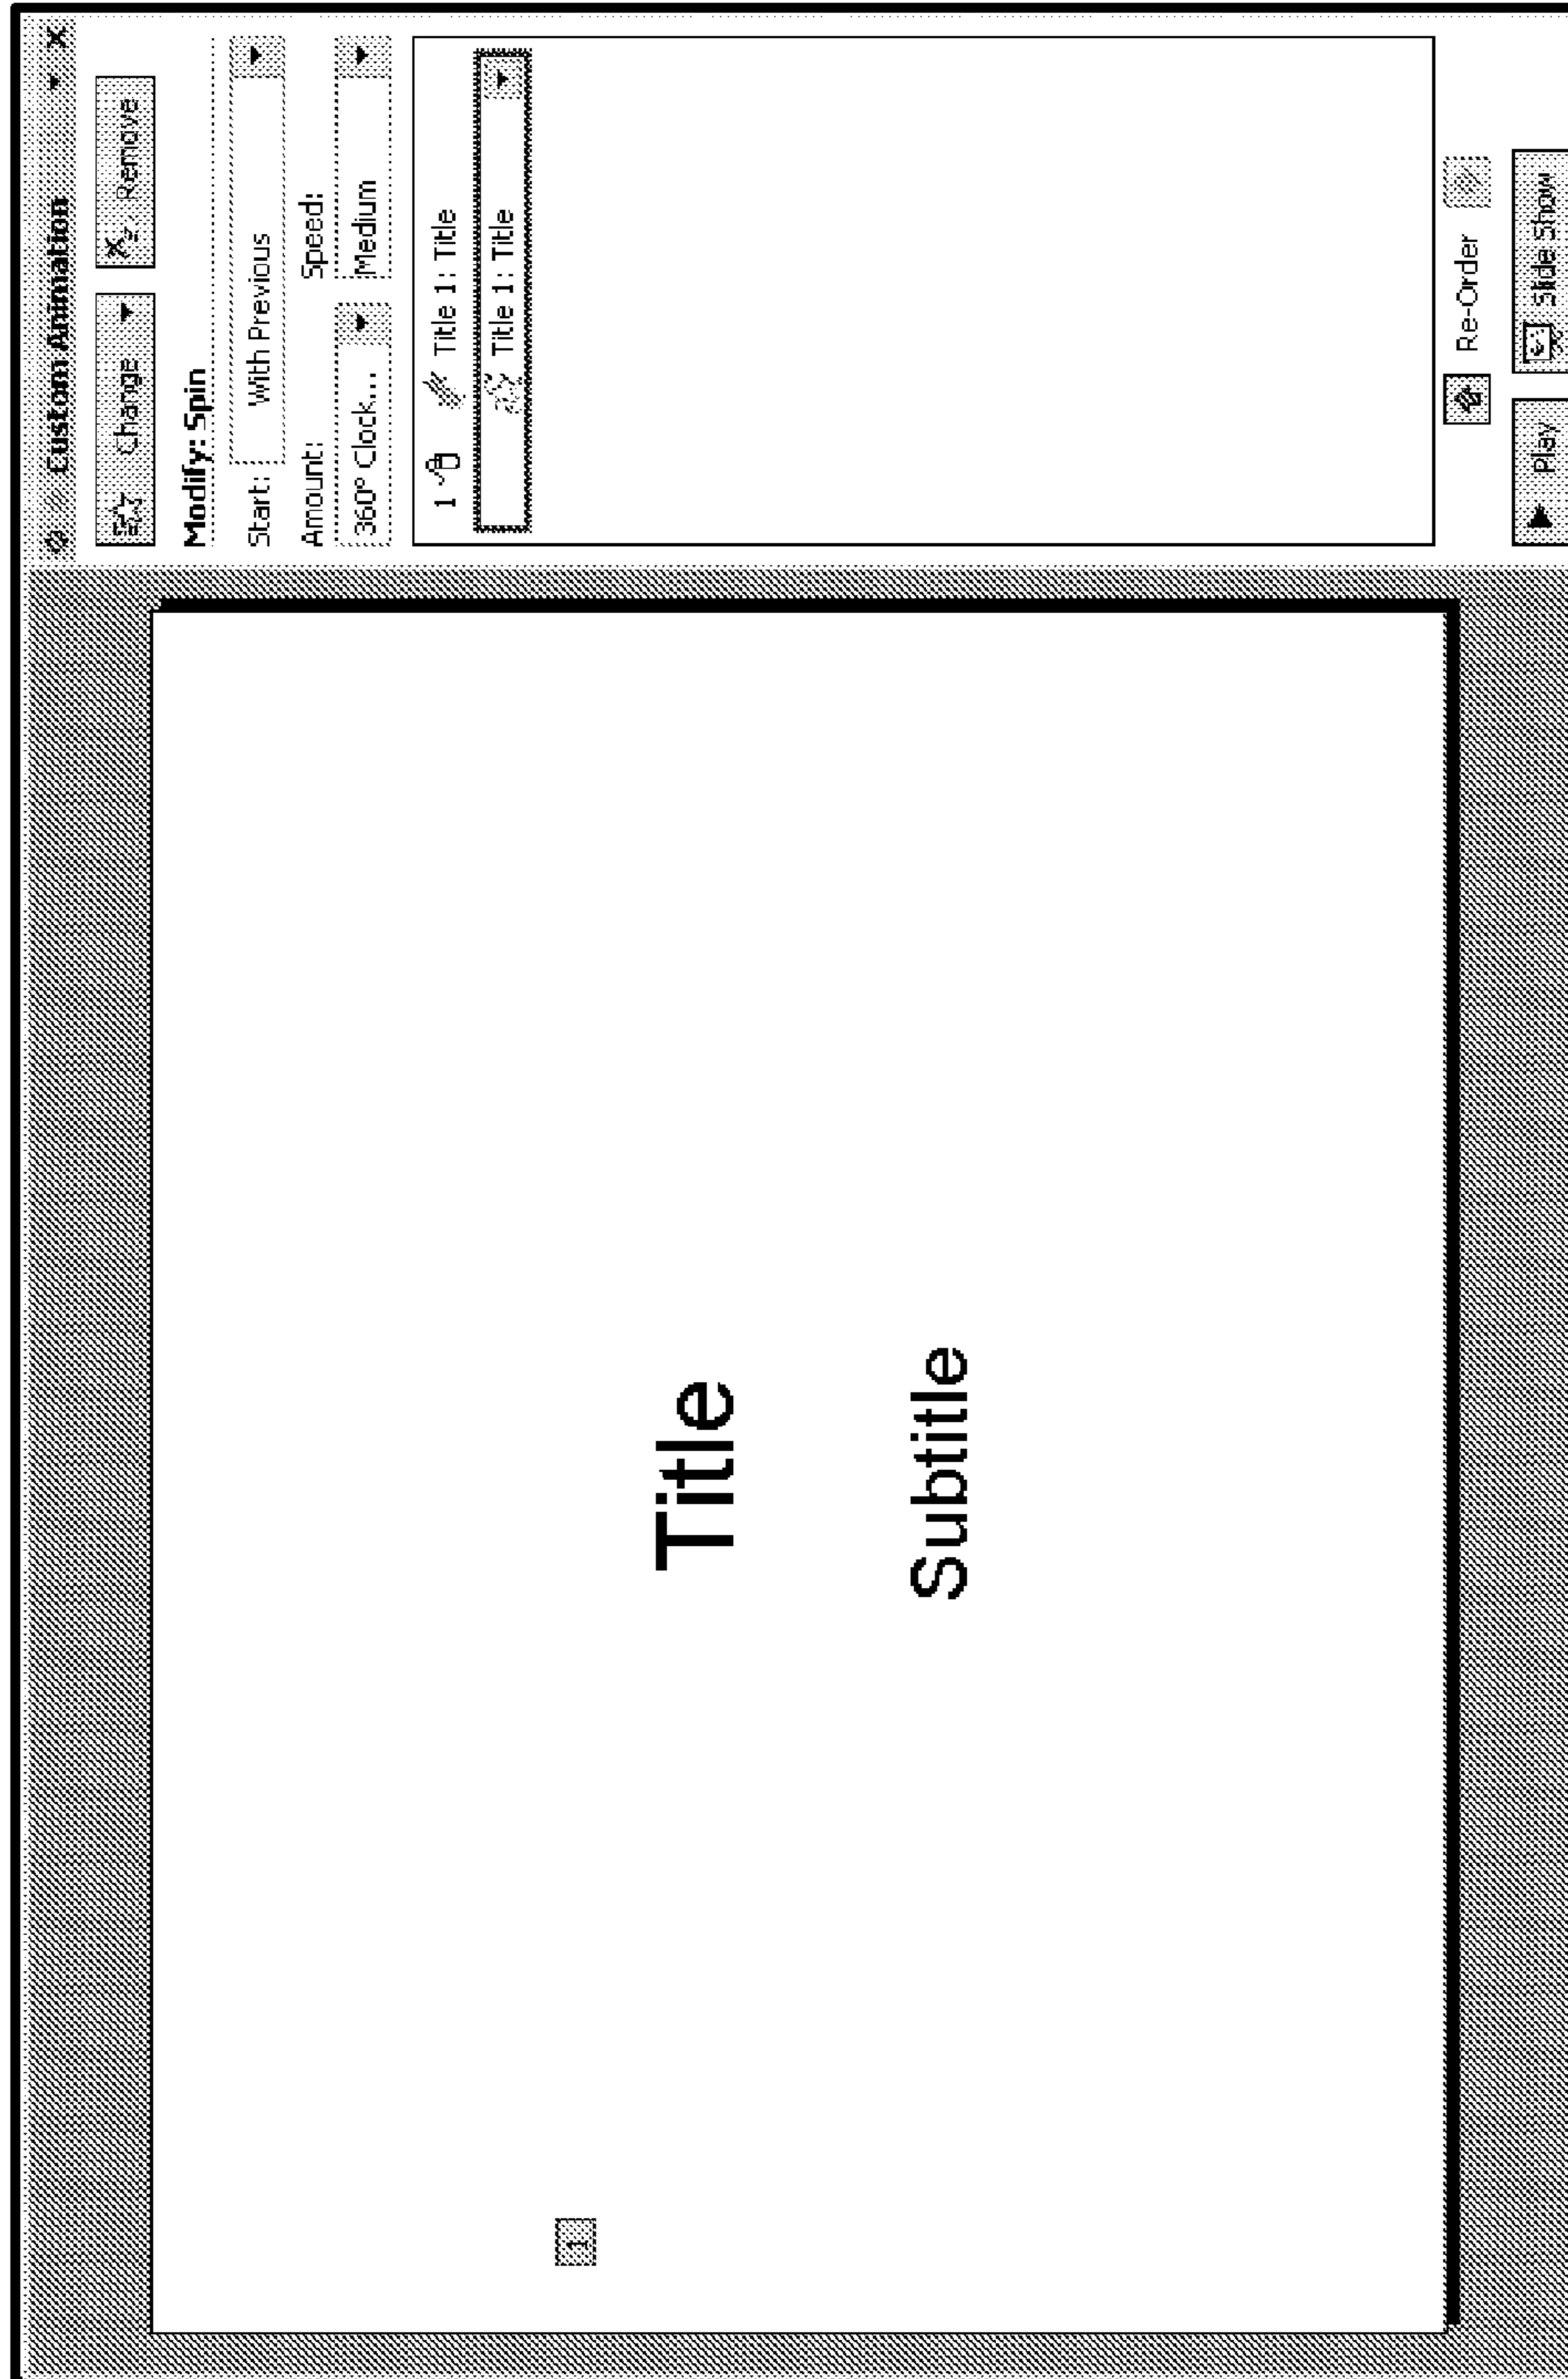 Custom Animation
Change Remove
Modify: Spin
Start: With Previous
Amount: Speed:
360° Clock... Medium
1 Title 1: Title
Title 1: Title
Re-Order
Play Slide Show
1
Title
Subtitle